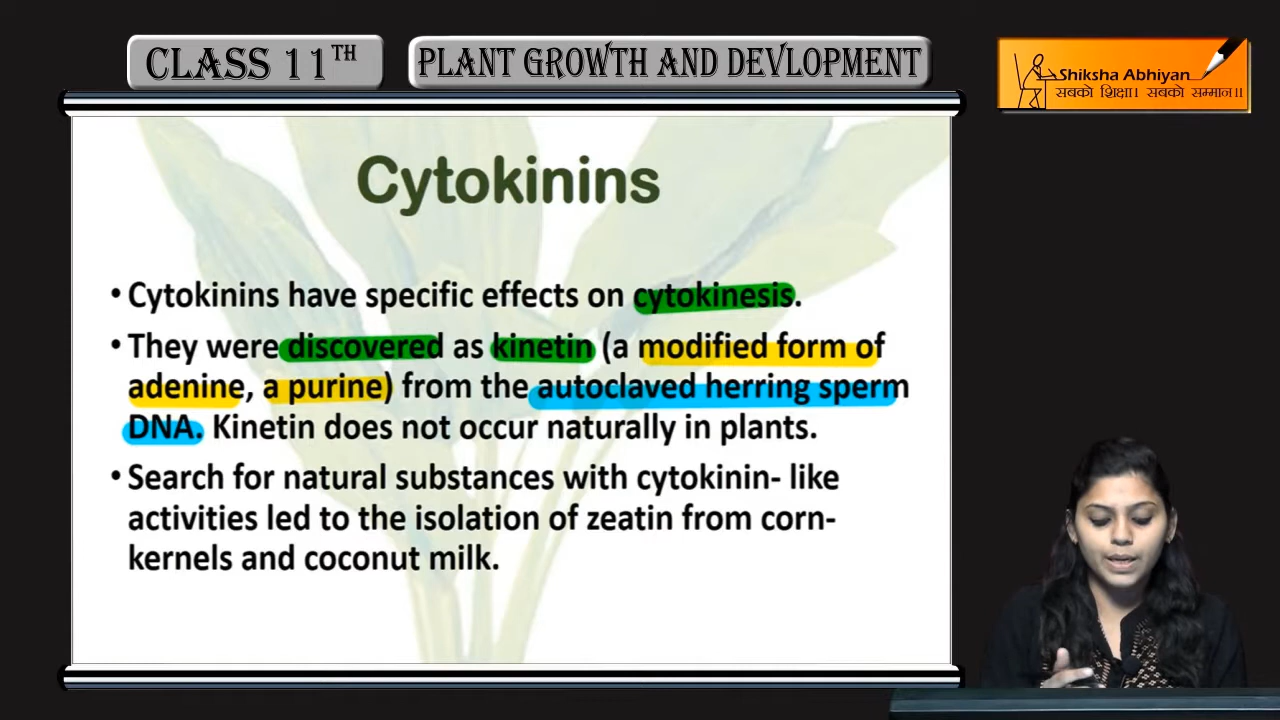 CLASS 11TH
PLANT GROWTH AND DEVLOPMENT
Shiksha Abhiyan
सबको शिक्षा। सबको सम्मान।।
Cytokinins
• Cytokinins have specific effects on cytokinesis.
• They were discovered as kinetin (a modified form of
adenine, a purine) from the autoclaved herring sperm
DNA. Kinetin does not occur naturally in plants.
• Search for natural substances with cytokinin- like
activities led to the isolation of zeatin from corn-
kernels and coconut milk.